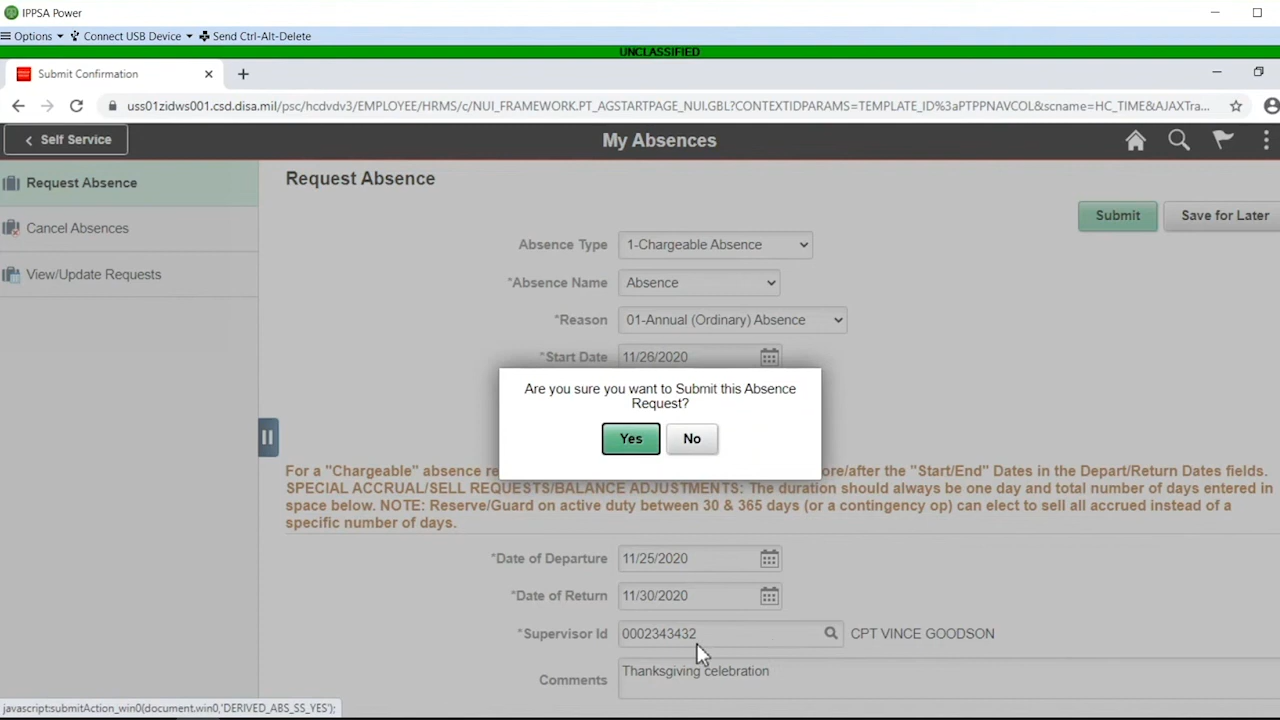 IPPSA Power
Options Connect USB Device Send Ctrl-Alt-Delete
UNCLASSIFIED
Submit Confirmation
uss01zidws001.csd.disa.mil/psc/hcdvdv3/EMPLOYEE/HRMS/c/NUI_FRAMEWORK.PT_AGSTARTPAGE_NUI.GBL?CONTEXTIDPARAMS=TEMPLATE_ID%3aPTPPNAVCOL&scname=HC_TIME&AJAXTra...
Self Service
My Absences
Request Absence
Cancel Absences
View/Update Requests
Request Absence
Submit Save for Later
Absence Type 1-Chargeable Absence
*Absence Name Absence
*Reason 01-Annual (Ordinary) Absence
*Start Date 11/26/2020
Are you sure you want to Submit this Absence
Request?
Yes No
For a "Chargeable" absence re ore/after the "Start/End" Dates in the Depart/Return Dates fields.
SPECIAL ACCRUAL/SELL REQUESTS/BALANCE ADJUSTMENTS: The duration should always be one day and total number of days entered in
space below. NOTE: Reserve/Guard on active duty between 30 & 365 days (or a contingency op) can elect to sell all accrued instead of a
specific number of days.
*Date of Departure 11/25/2020
*Date of Return 11/30/2020
*Supervisor Id 0002343432 CPT VINCE GOODSON
Comments Thanksgiving celebration
javascript:submitAction_win0(document.win0,'DERIVED_ABS_SS_YES');